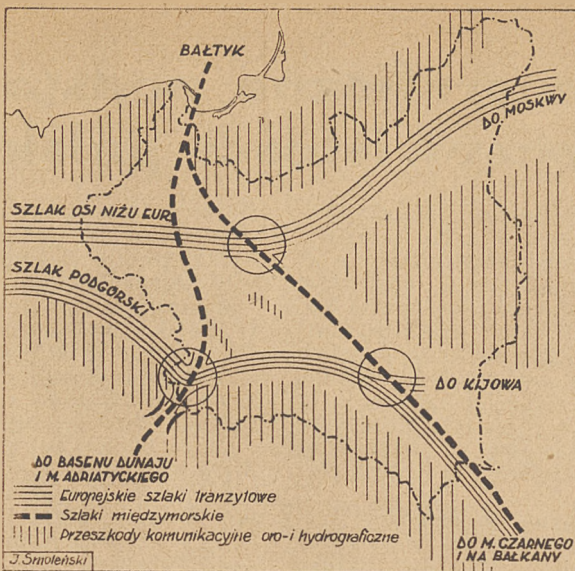 BAŁTYK
DO MOSKWY
SZLAK OSI NIŻU EUR.
SZLAK PODGÓRSKI
DO KIJOWA
DO BASENU DUNAJU
I M. ADRIATYCKIEGO
Europejskie szlaki tranzytowe
Szlaki międzymorskie
Przeszkody komunikacyjne oro-i hydrograficzne
DO M. CZARNEGO
I NA BAŁKANY
J. Smoleński